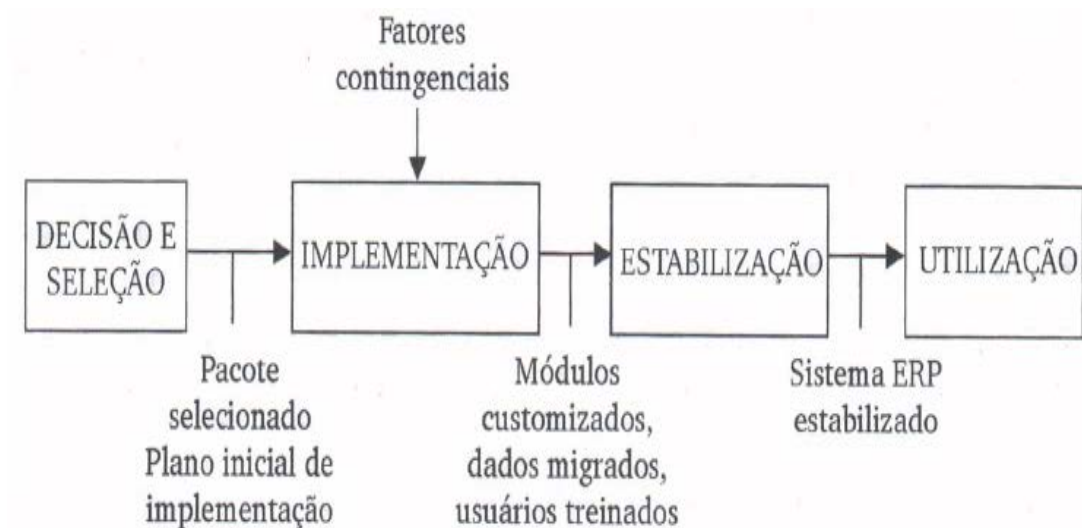 Fatores
contingenciais
DECISÃO E
SELEÇÃO
IMPLEMENTAÇÃO
ESTABILIZAÇÃO
UTILIZAÇÃO
Pacote
selecionado
Plano inicial de
implementação
Módulos
customizados,
dados migrados,
usuários treinados
Sistema ERP
estabilizado